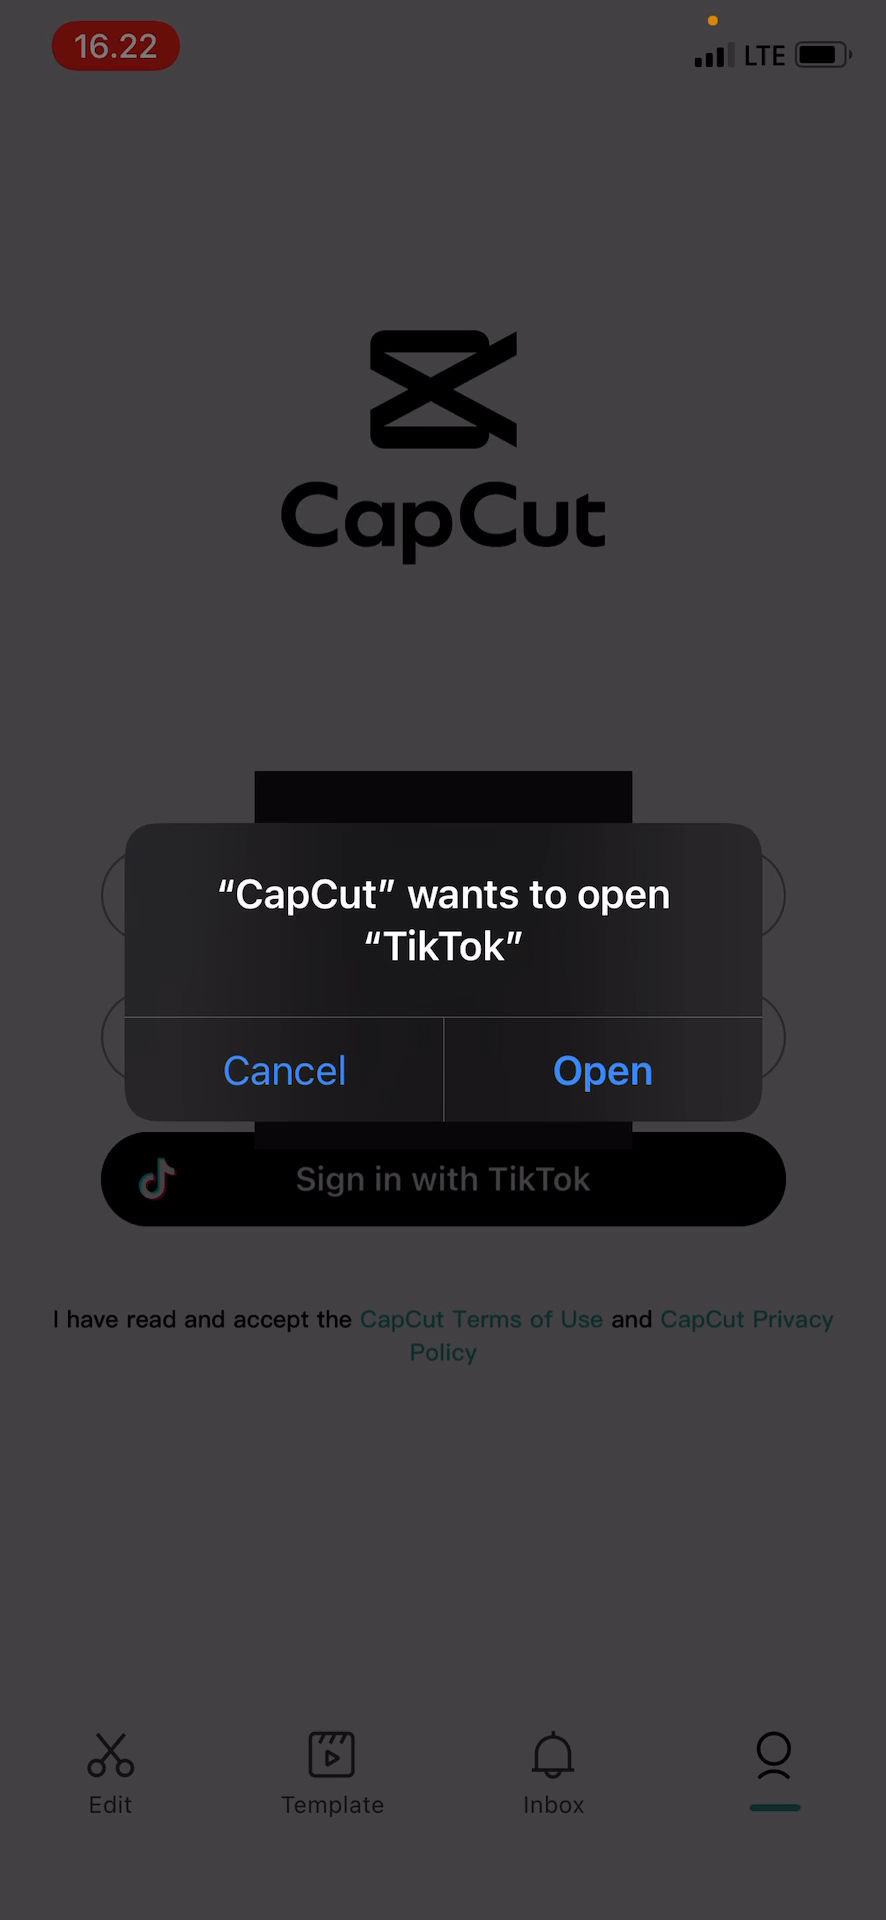 16.22
LTE
CapCut
“CapCut” wants to open
“TikTok”
Cancel
Open
Sign in with TikTok
I have read and accept the CapCut Terms of Use and CapCut Privacy
Policy
Edit
Template
Inbox